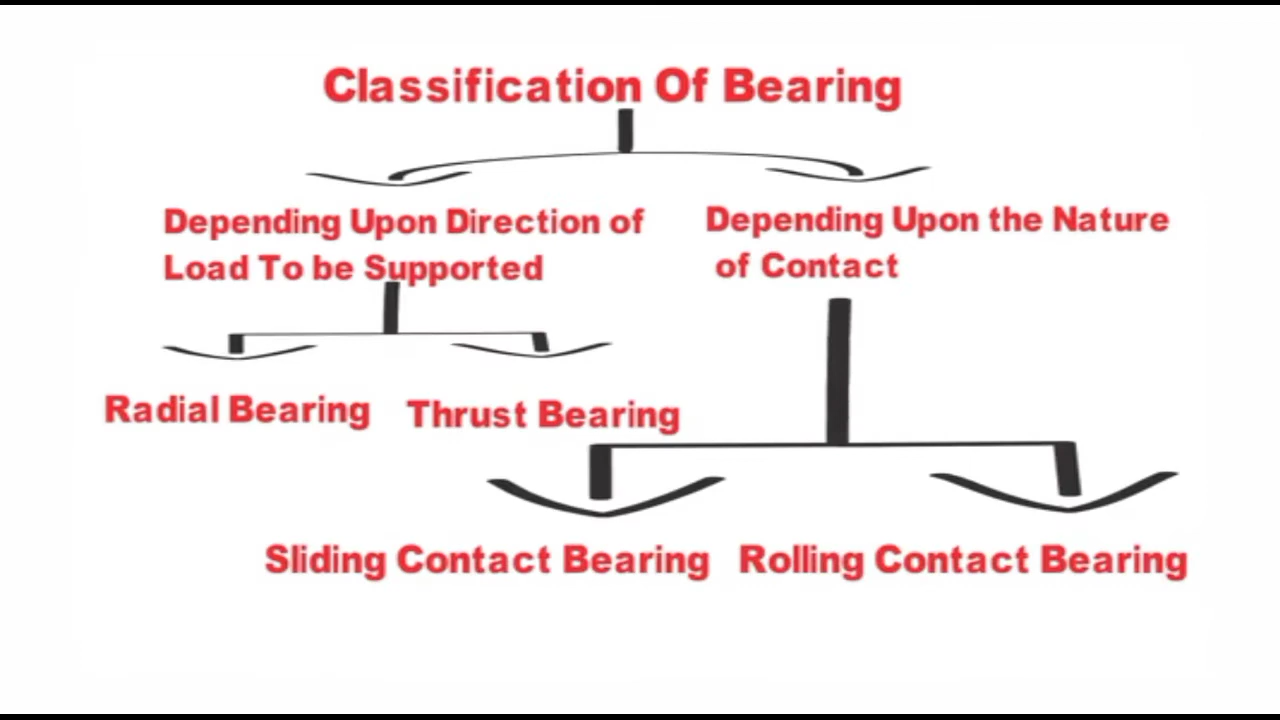 Classification Of Bearing
Depending Upon Direction of
Load To be Supported
Depending Upon the Nature
of Contact
Radial Bearing
Thrust Bearing
Sliding Contact Bearing
Rolling Contact Bearing